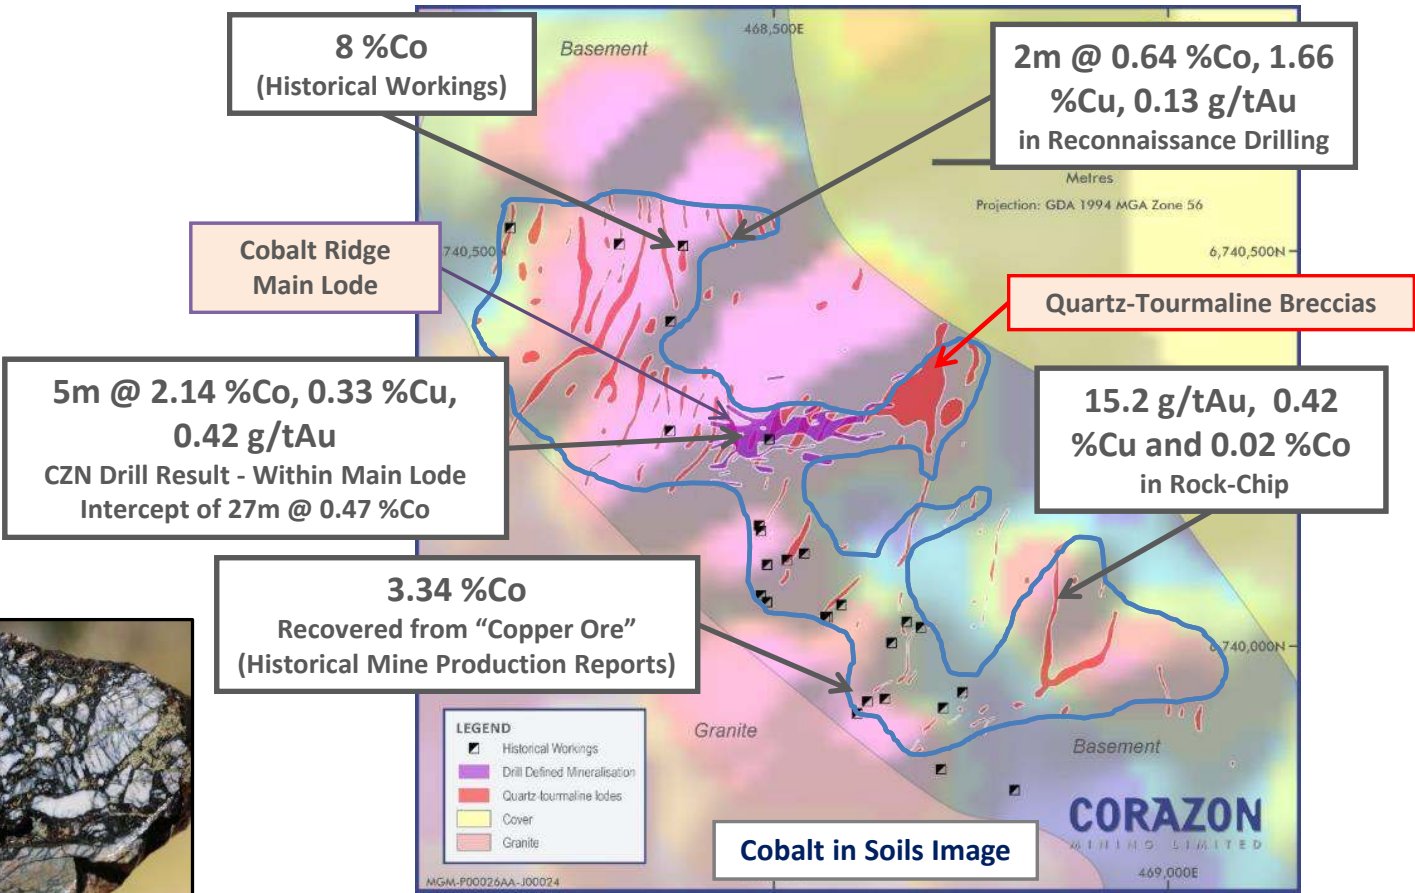 8 %Co
(Historical Workings)
Basement
468,500E
2m @ 0.64 %Co, 1.66
%Cu, 0.13 g/tAu
in Reconnaissance Drilling
Metres
Projection: GDA 1994 MGA Zone 56
Cobalt Ridge
Main Lode
740,500
6,740,500N
Quartz-Tourmaline Breccias
5m @ 2.14 %Co, 0.33 %Cu,
0.42 g/tAu
CZN Drill Result - Within Main Lode
Intercept of 27m @ 0.47 %Co
15.2 g/tAu, 0.42
%Cu and 0.02 %Co
in Rock-Chip
3.34 %Co
Recovered from “Copper Ore”
(Historical Mine Production Reports)
6,740,000N
LEGEND
Historical Workings
Drill Defined Mineralisation
Quartz-tourmaline lodes
Cover
Granite
Granite
Basement
CORAZON
MINING LIMITED
Cobalt in Soils Image
469,000E
MGM-P00026AA-J00024